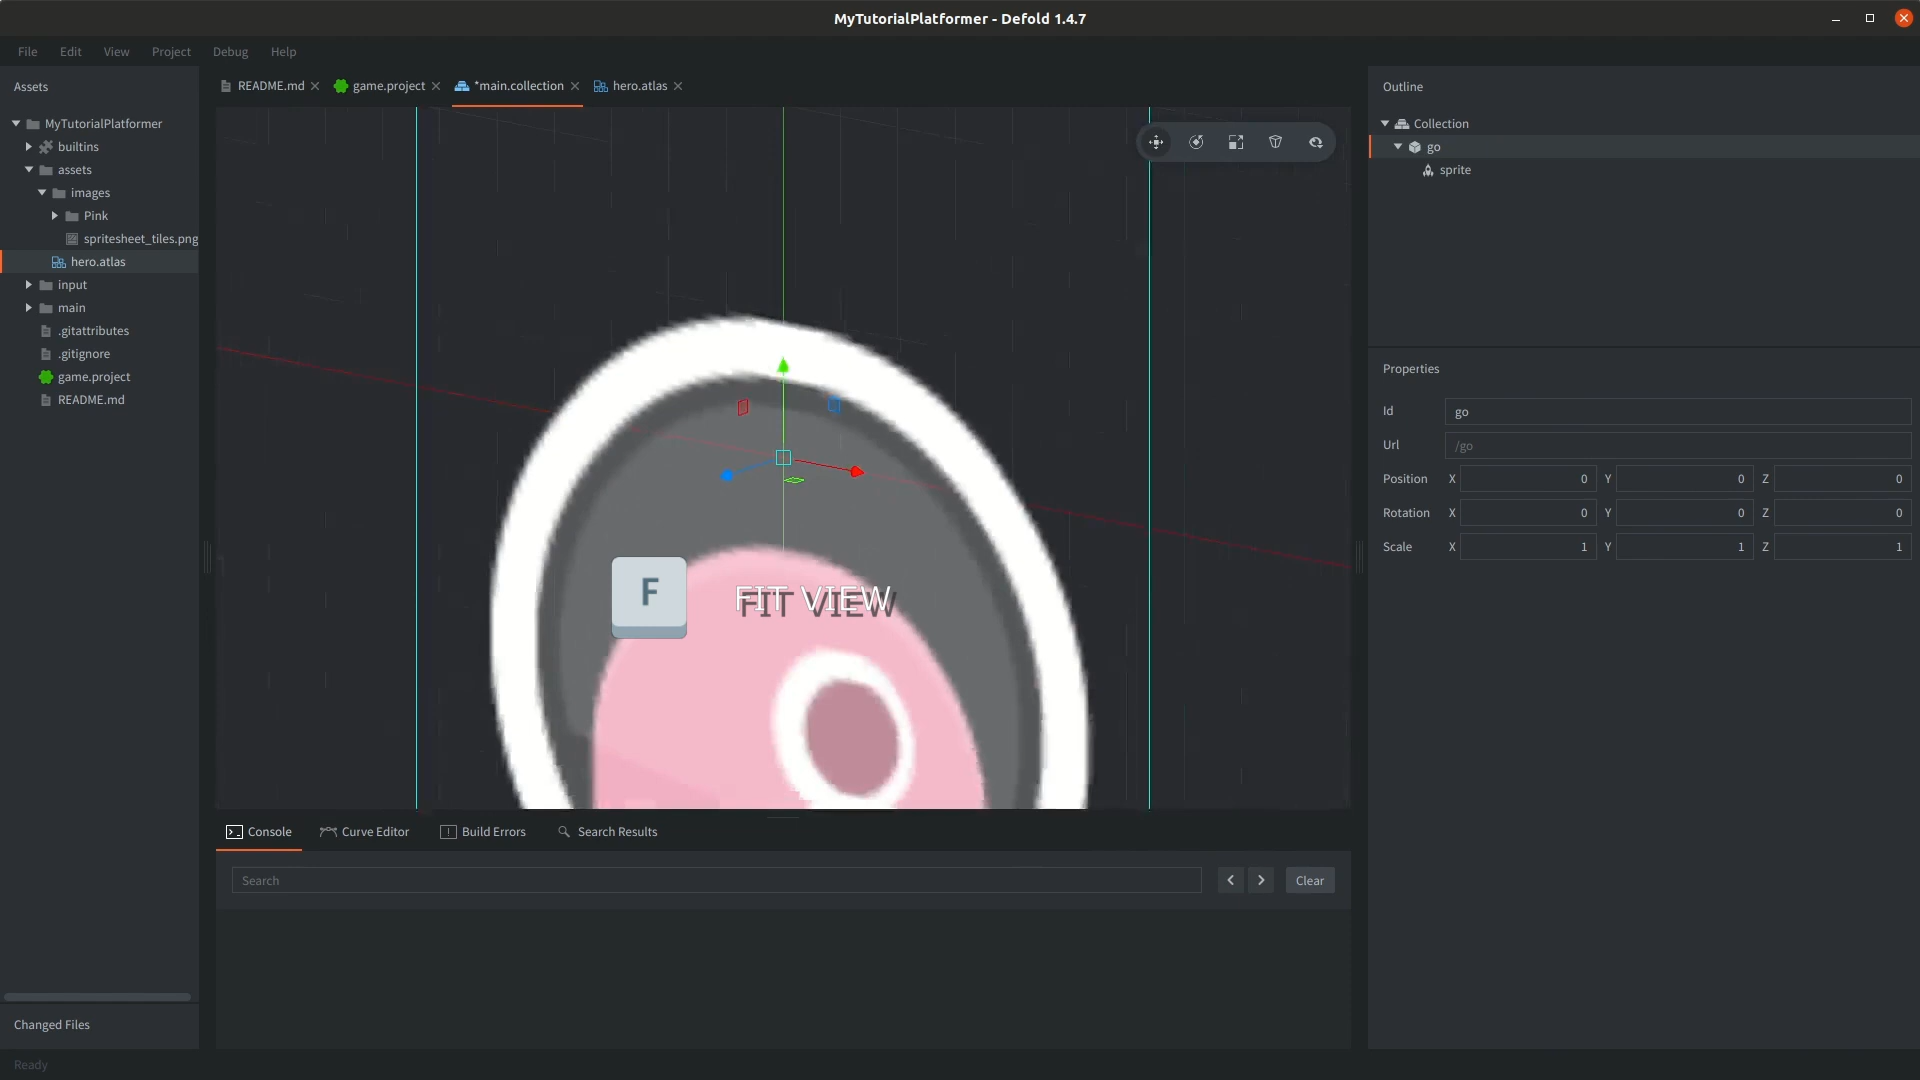 MyTutorialPlatformer - Defold 1.4.7
File Edit View Project Debug Help
Assets
MyTutorialPlatformer
builtins
assets
images
Pink
spritesheet_tiles.png
hero.atlas
input
main
.gitattributes
.gitignore
game.project
README.md
Changed Files
Ready
README.md game.project *main.collection hero.atlas
F
FIT VIEW
Console Curve Editor Build Errors Search Results
Search
Clear
Outline
Collection
go
sprite
Properties
Id go
Url /go
Position X 0 Y 0 Z 0
Rotation X 0 Y 0 Z 0
Scale X 1 Y 1 Z 1